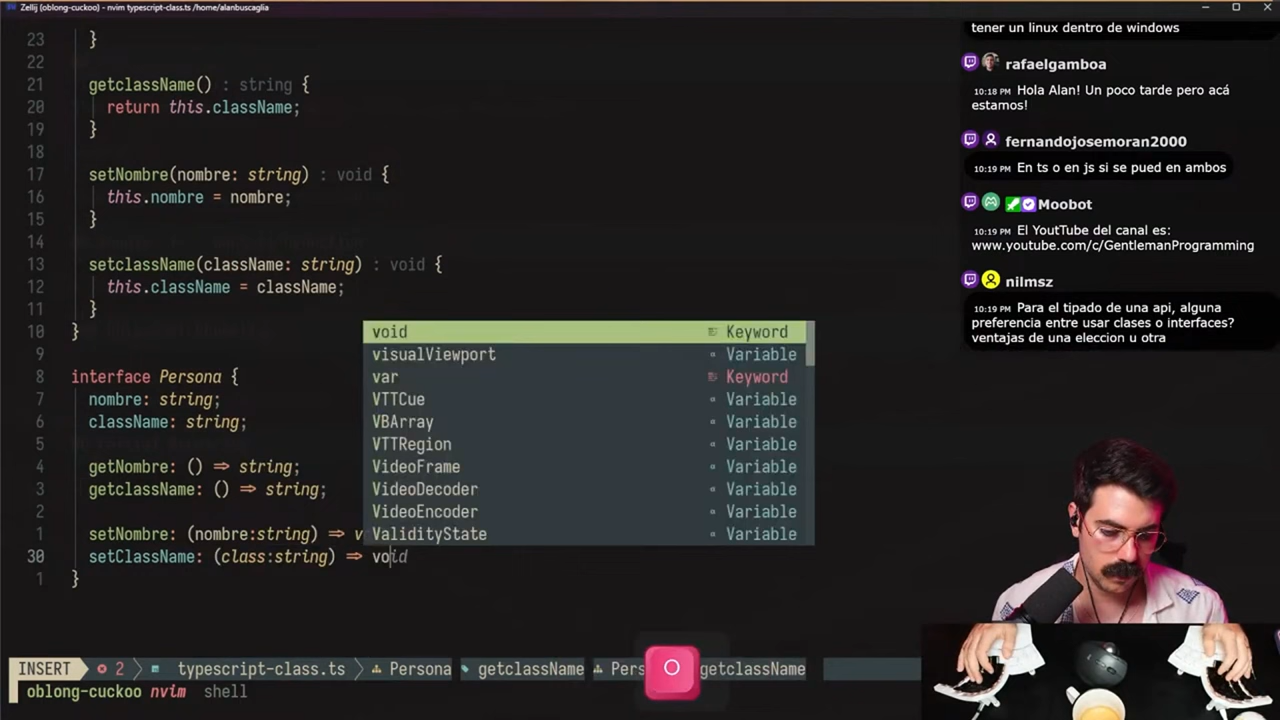 Zellij (oblong-cuckoo) - nvim typescript-class.ts /home/alanbuscaglia
23 }
22
21 getclassName() : string {
20 return this.className;
19 }
18
17 setNombre(nombre: string) : void {
16 this.nombre = nombre;
15 }
14
13 setclassName(className: string) : void {
12 this.className = className;
11 }
10 }
9
8 interface Persona {
7 nombre: string;
6 className: string;
5
4 getNombre: () => string;
3 getclassName: () => string;
2
1 setNombre: (nombre:string) => v
30 setClassName: (class:string) => void
1 }
void Keyword
visualViewport Variable
var Keyword
VTTCue Variable
VBArray Variable
VTTRegion Variable
VideoFrame Variable
VideoDecoder Variable
VideoEncoder Variable
ValidityState Variable
INSERT 2 typescript-class.ts Persona getclassName Pers getclassName
oblong-cuckoo nvim shell
O
tener un linux dentro de windows
rafaelgamboa
10:18 PM Hola Alan! Un poco tarde pero acá
estamos!
fernandojosemoran2000
10:19 PM En ts o en js si se pued en ambos
Moobot
10:19 PM El YoutTube del canal es:
www.youtube.com/c/GentlemanProgramming
nilmsz
10:19 PM Para el tipado de una api, alguna
preferencia entre usar clases o interfaces?
ventajas de una eleccion u otra